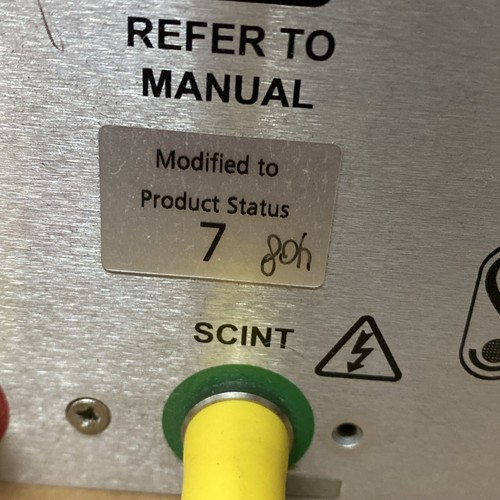 REFER TO
MANUAL
Modified to
Product Status
7
SCINT